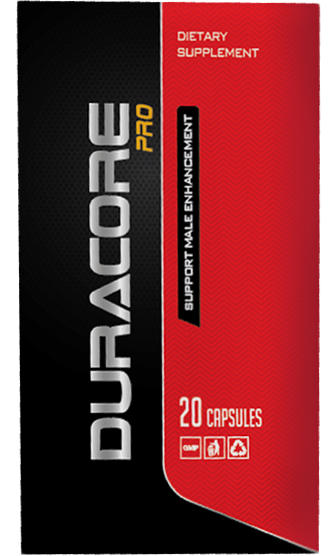 DIETARY
SUPPLEMENT
DURACORE
PRO
SUPPORT MALE ENHANCEMENT
20 CAPSULES
GMP